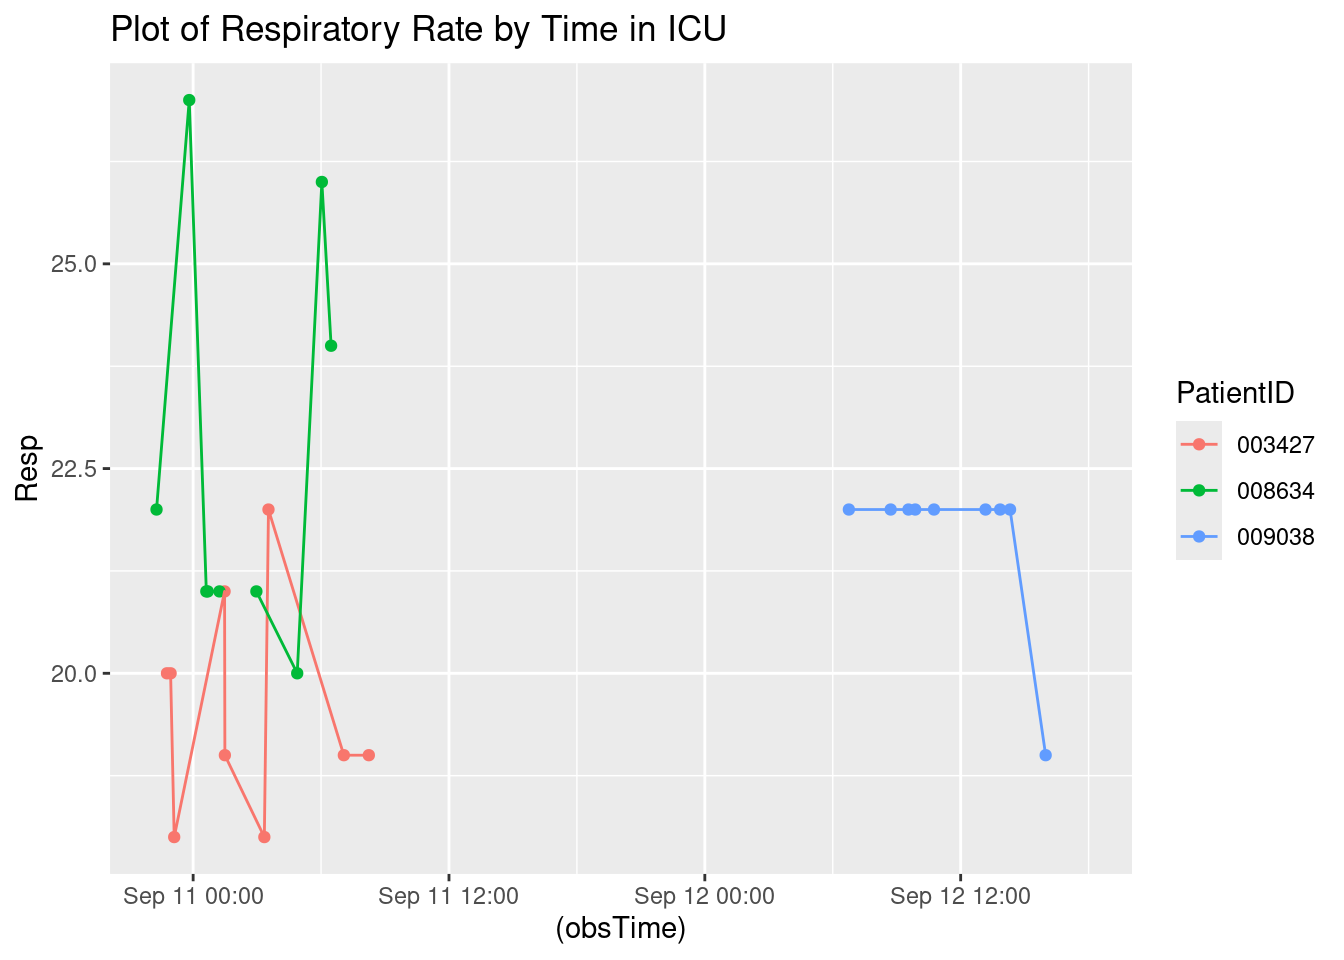 Plot of Respiratory Rate by Time in ICU
25.0
22.5
20.0
Resp
Sep 11 00:00 Sep 11 12:00 Sep 12 00:00 Sep 12 12:00
(obsTime)
PatientID
003427
008634
009038